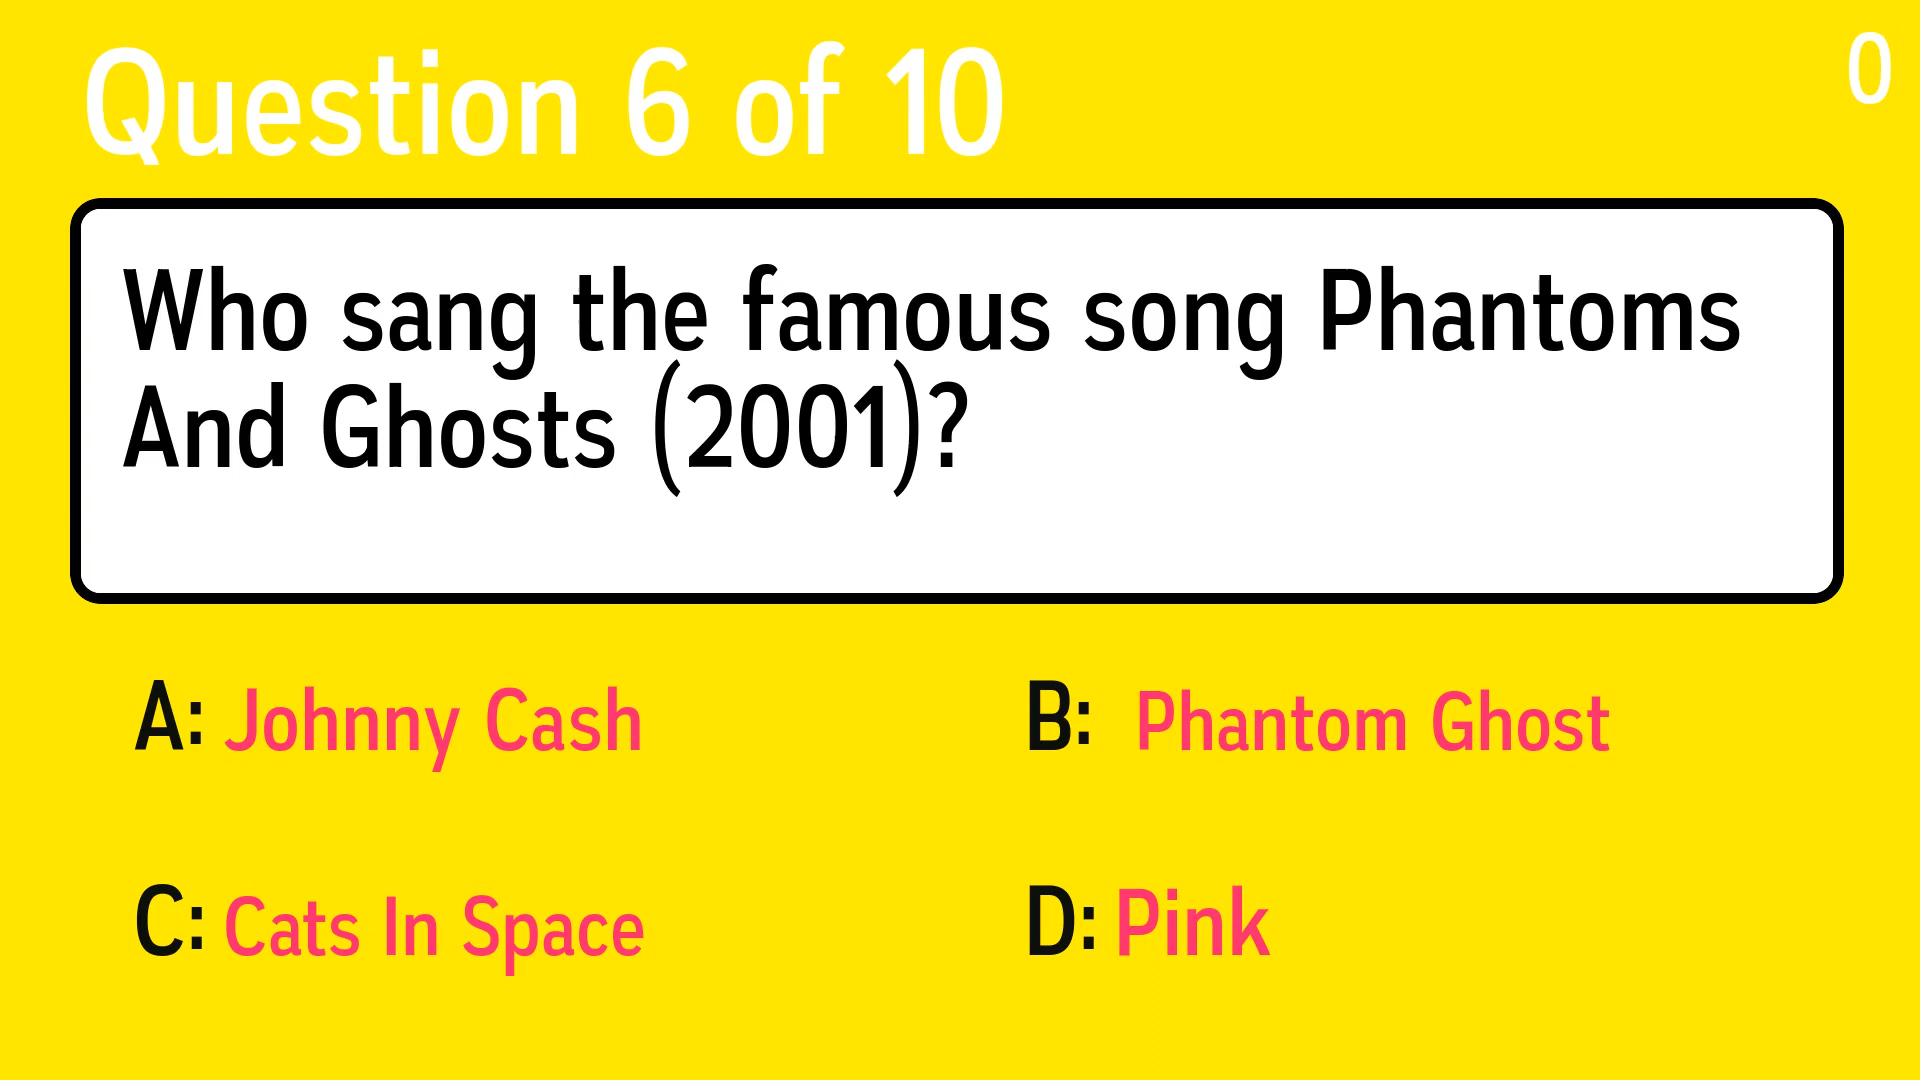 Question 6 of 10
0
Who sang the famous song Phantoms
And Ghosts (2001)?
A: Johnny Cash
B: Phantom Ghost
C: Cats In Space
D: Pink